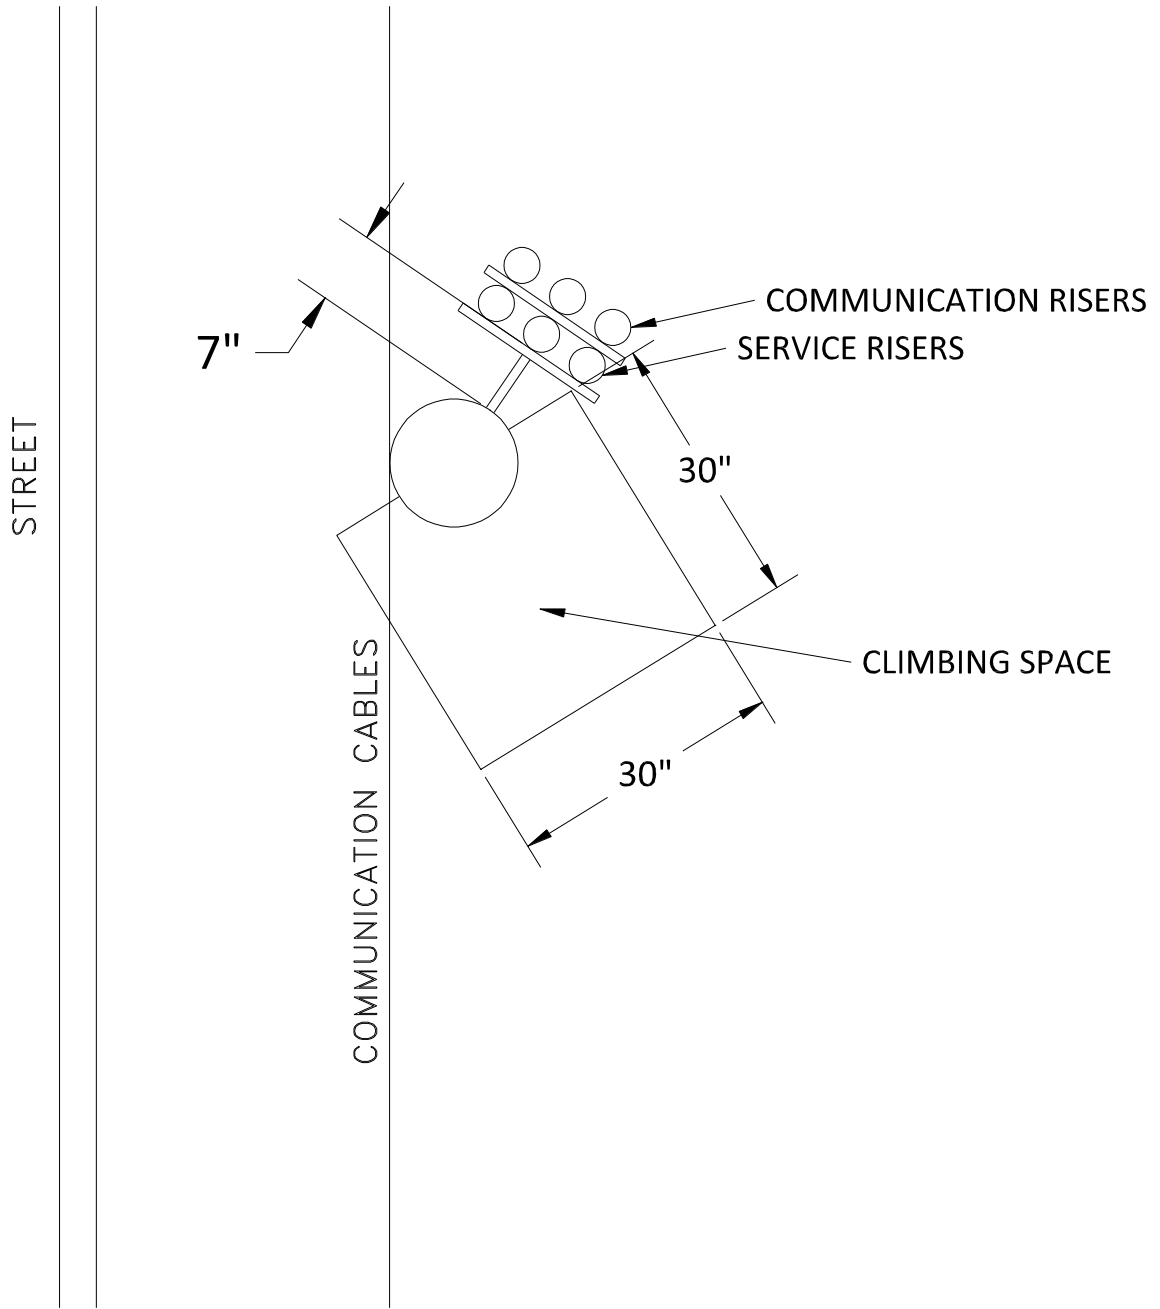 COMMUNICATION RISERS
7"
SERVICE RISERS
STREET
30"
CLIMBING SPACE
30"
COMMUNICATION CABLES